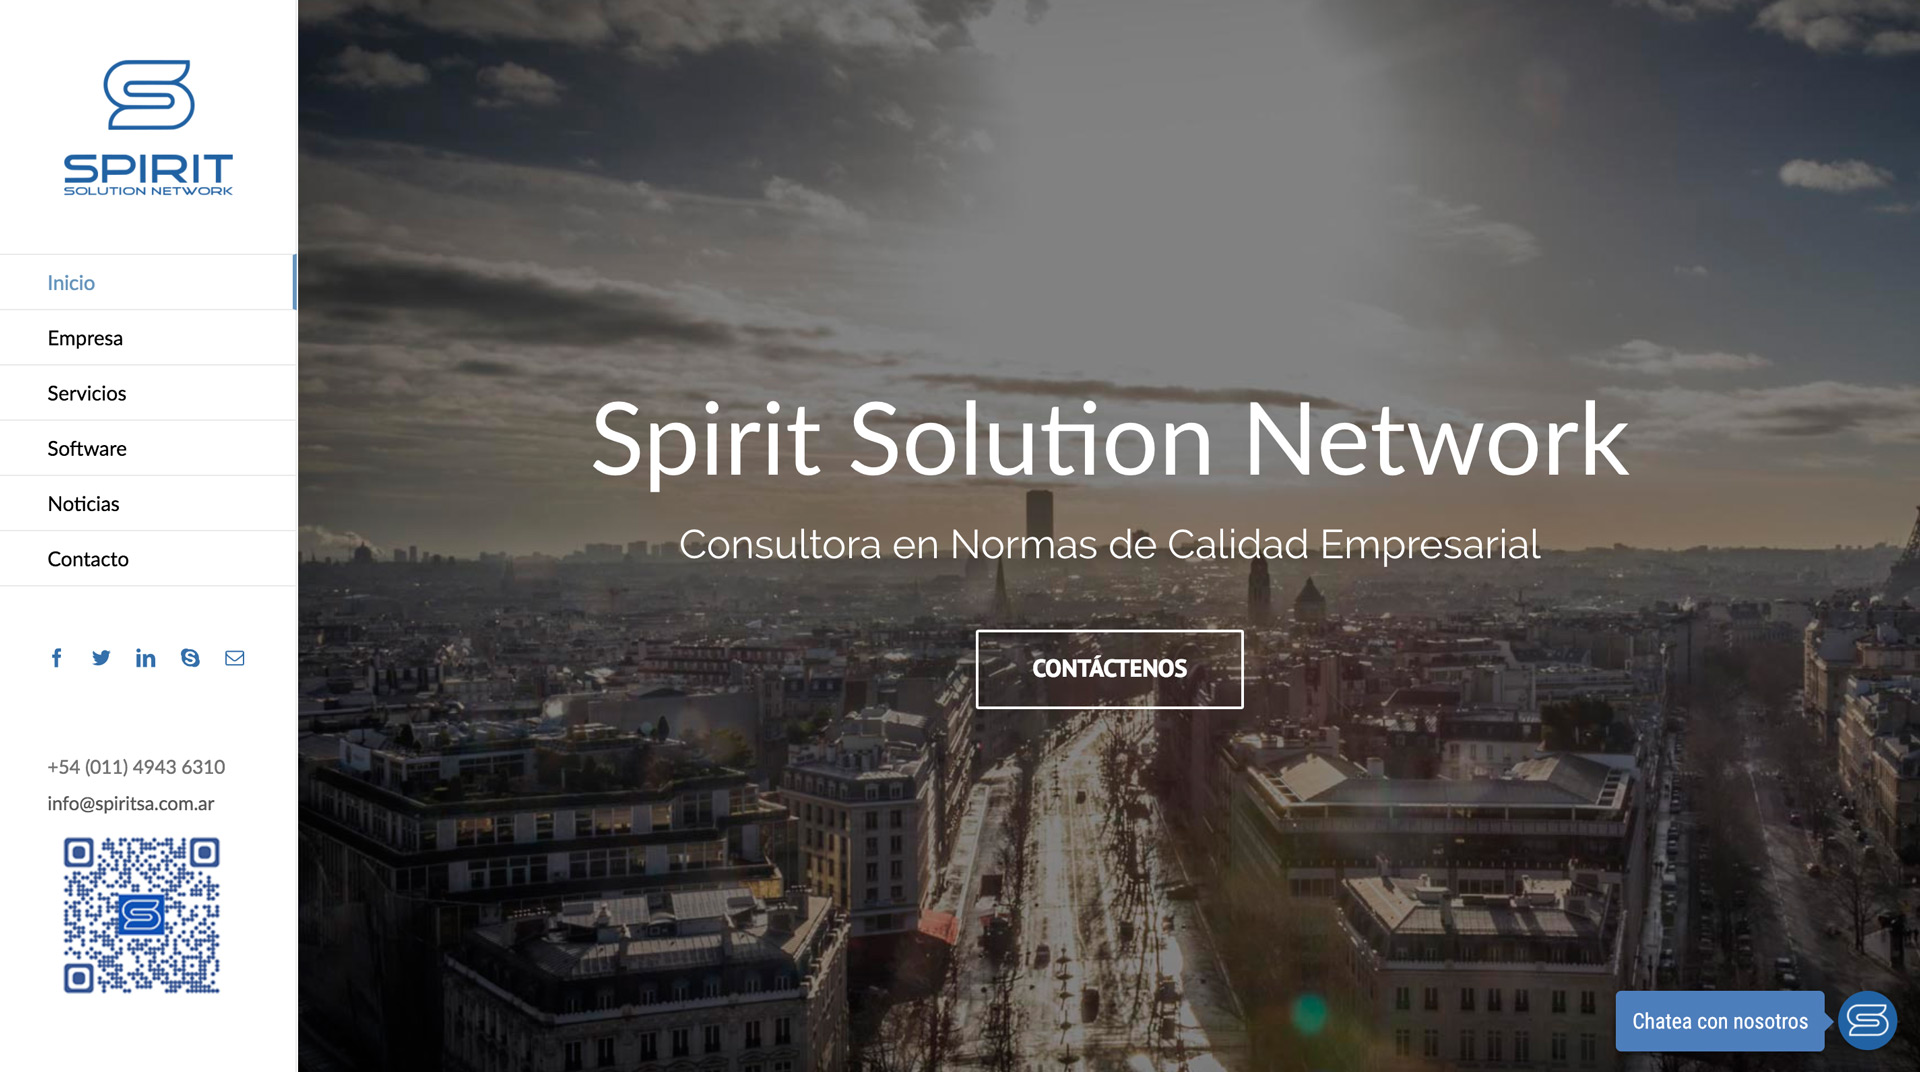 SPIRIT
SOLUTION NETWORK
Inicio
Empresa
Servicios
Software
Noticias
Contacto
+54 (011) 4943 6310
info@spiritsa.com.ar
Spirit Solution Network
Consultora en Normas de Calidad Empresarial
CONTÁCTENOS
Chatea con nosotros